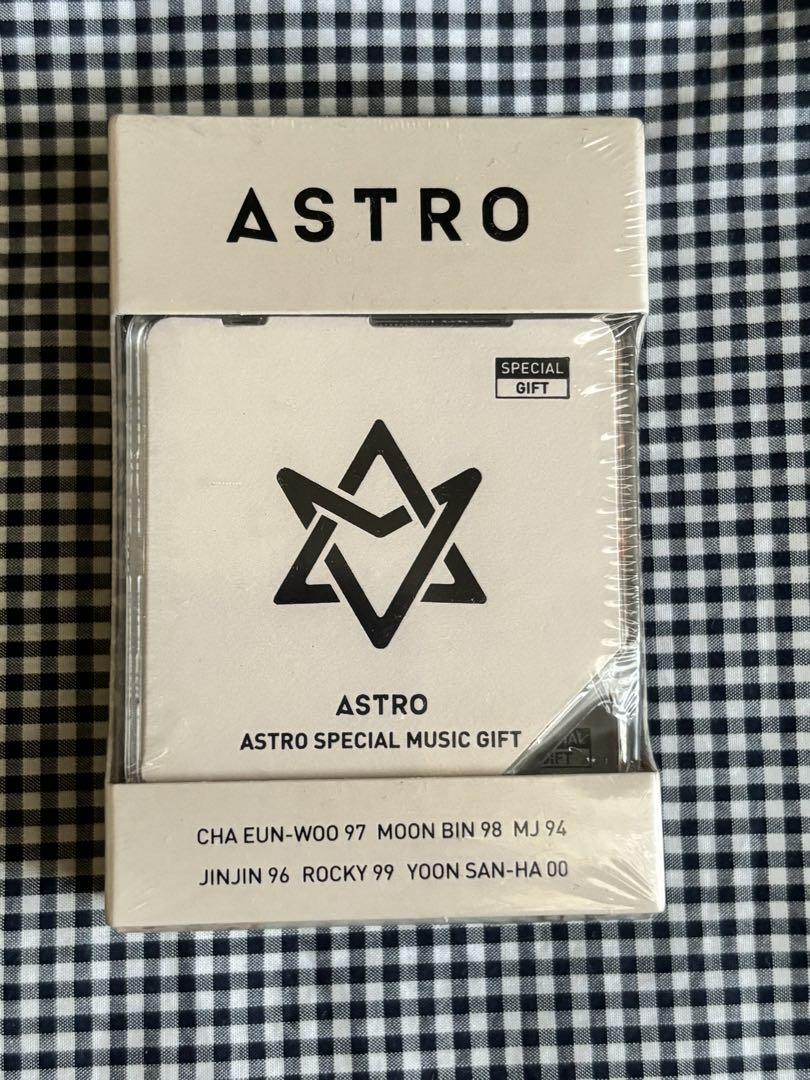 ASTRO
SPECIAL
GIFT
ASTRO
ASTRO SPECIAL MUSIC GIFT
GIFT
CHA EUN-WOO 97 MOON BIN 98 MJ 94
JINJIN 96 ROCKY 99 YOON SAN-HA 00